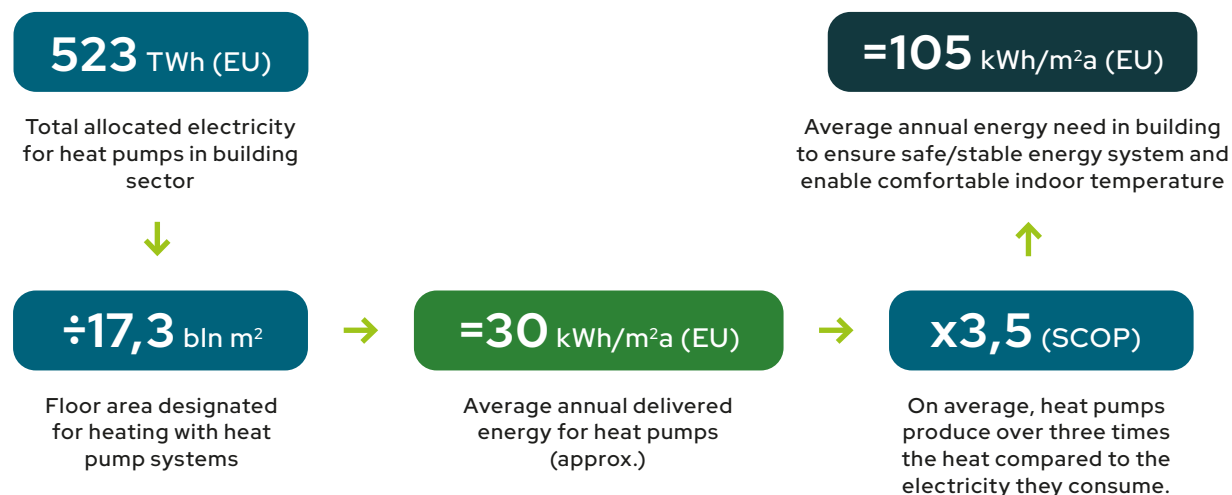 523 TWh (EU)
Total allocated electricity
for heat pumps in building
sector
÷17,3 bln m²
Floor area designated
for heating with heat
pump systems
=30 kWh/m²a (EU)
Average annual delivered
energy for heat pumps
(approx.)
x3,5 (SCOP)
On average, heat pumps
produce over three times
the heat compared to the
electricity they consume.
=105 kWh/m²a (EU)
Average annual energy need in building
to ensure safe/stable energy system and
enable comfortable indoor temperature